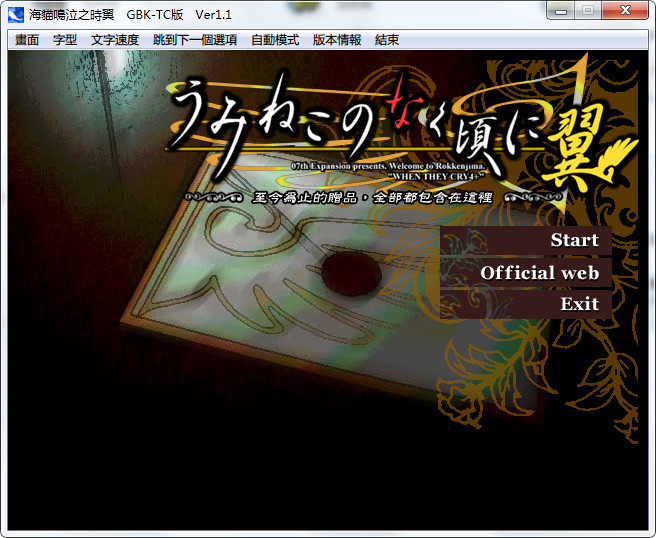 海貓鳴泣之時翼 GBK-TC版 Ver1.1
畫面 字型 文字速度 跳到下一個選項 自動模式 版本情報 結束
うみねこのなく頃に翼
07th Expansion presents. Welcome to Rokkenjima.
"WHEN THEY CRY4+"
至今爲止的贈品，全部都包含在這裡
Start
Official web
Exit